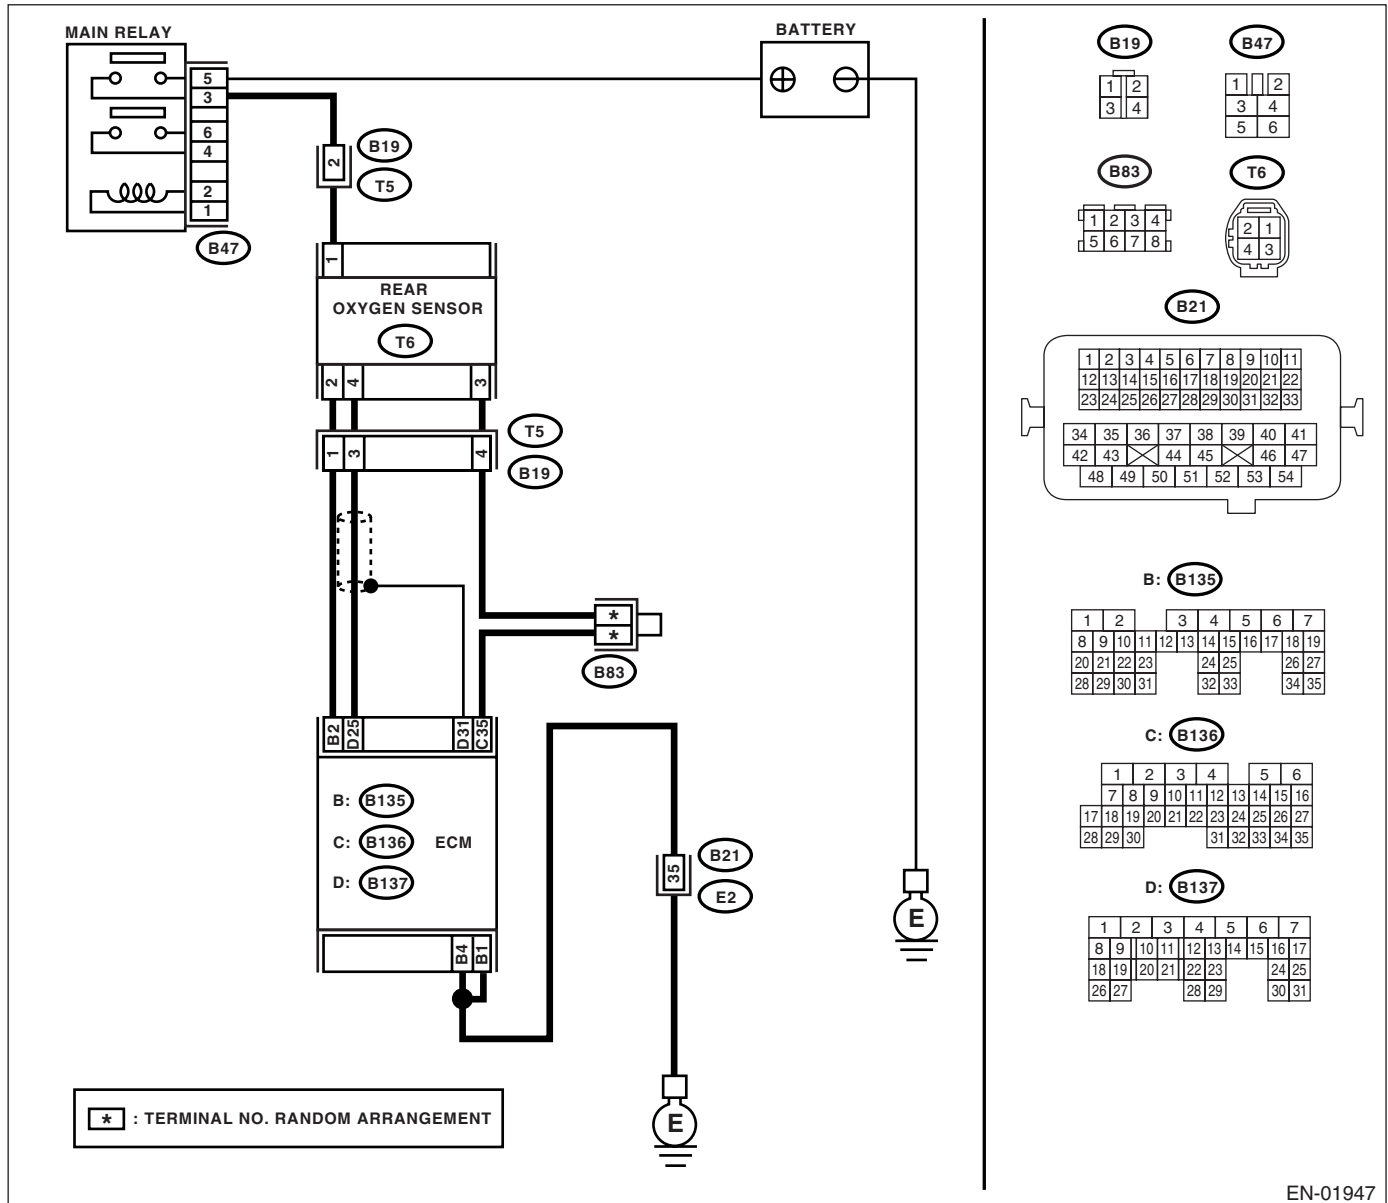 MAIN RELAY
BATTERY
5
3
6
4
2
1
B47
2
B19
T5
1
REAR
OXYGEN SENSOR
T6
2 4 3
T5
1 3 4
B19
*
*
B83
B2 D25 D31 C35
B: B135
C: B136 ECM
D: B137
B4 B1
35
B21
E2
E
E
* : TERMINAL NO. RANDOM ARRANGEMENT
B19
1 2
3 4
B47
1 2
3 4
5 6
B83
1 2 3 4
5 6 7 8
T6
2 1
4 3
B21
1 2 3 4 5 6 7 8 9 10 11
12 13 14 15 16 17 18 19 20 21 22
23 24 25 26 27 28 29 30 31 32 33
34 35 36 37 38 39 40 41
42 43 44 45 46 47
48 49 50 51 52 53 54
B: B135
1 2 3 4 5 6 7
8 9 10 11 12 13 14 15 16 17 18 19
20 21 22 23 24 25 26 27
28 29 30 31 32 33 34 35
C: B136
1 2 3 4 5 6
7 8 9 10 11 12 13 14 15 16
17 18 19 20 21 22 23 24 25 26 27
28 29 30 31 32 33 34 35
D: B137
1 2 3 4 5 6 7
8 9 10 11 12 13 14 15 16 17
18 19 20 21 22 23 24 25
26 27 28 29 30 31
EN-01947